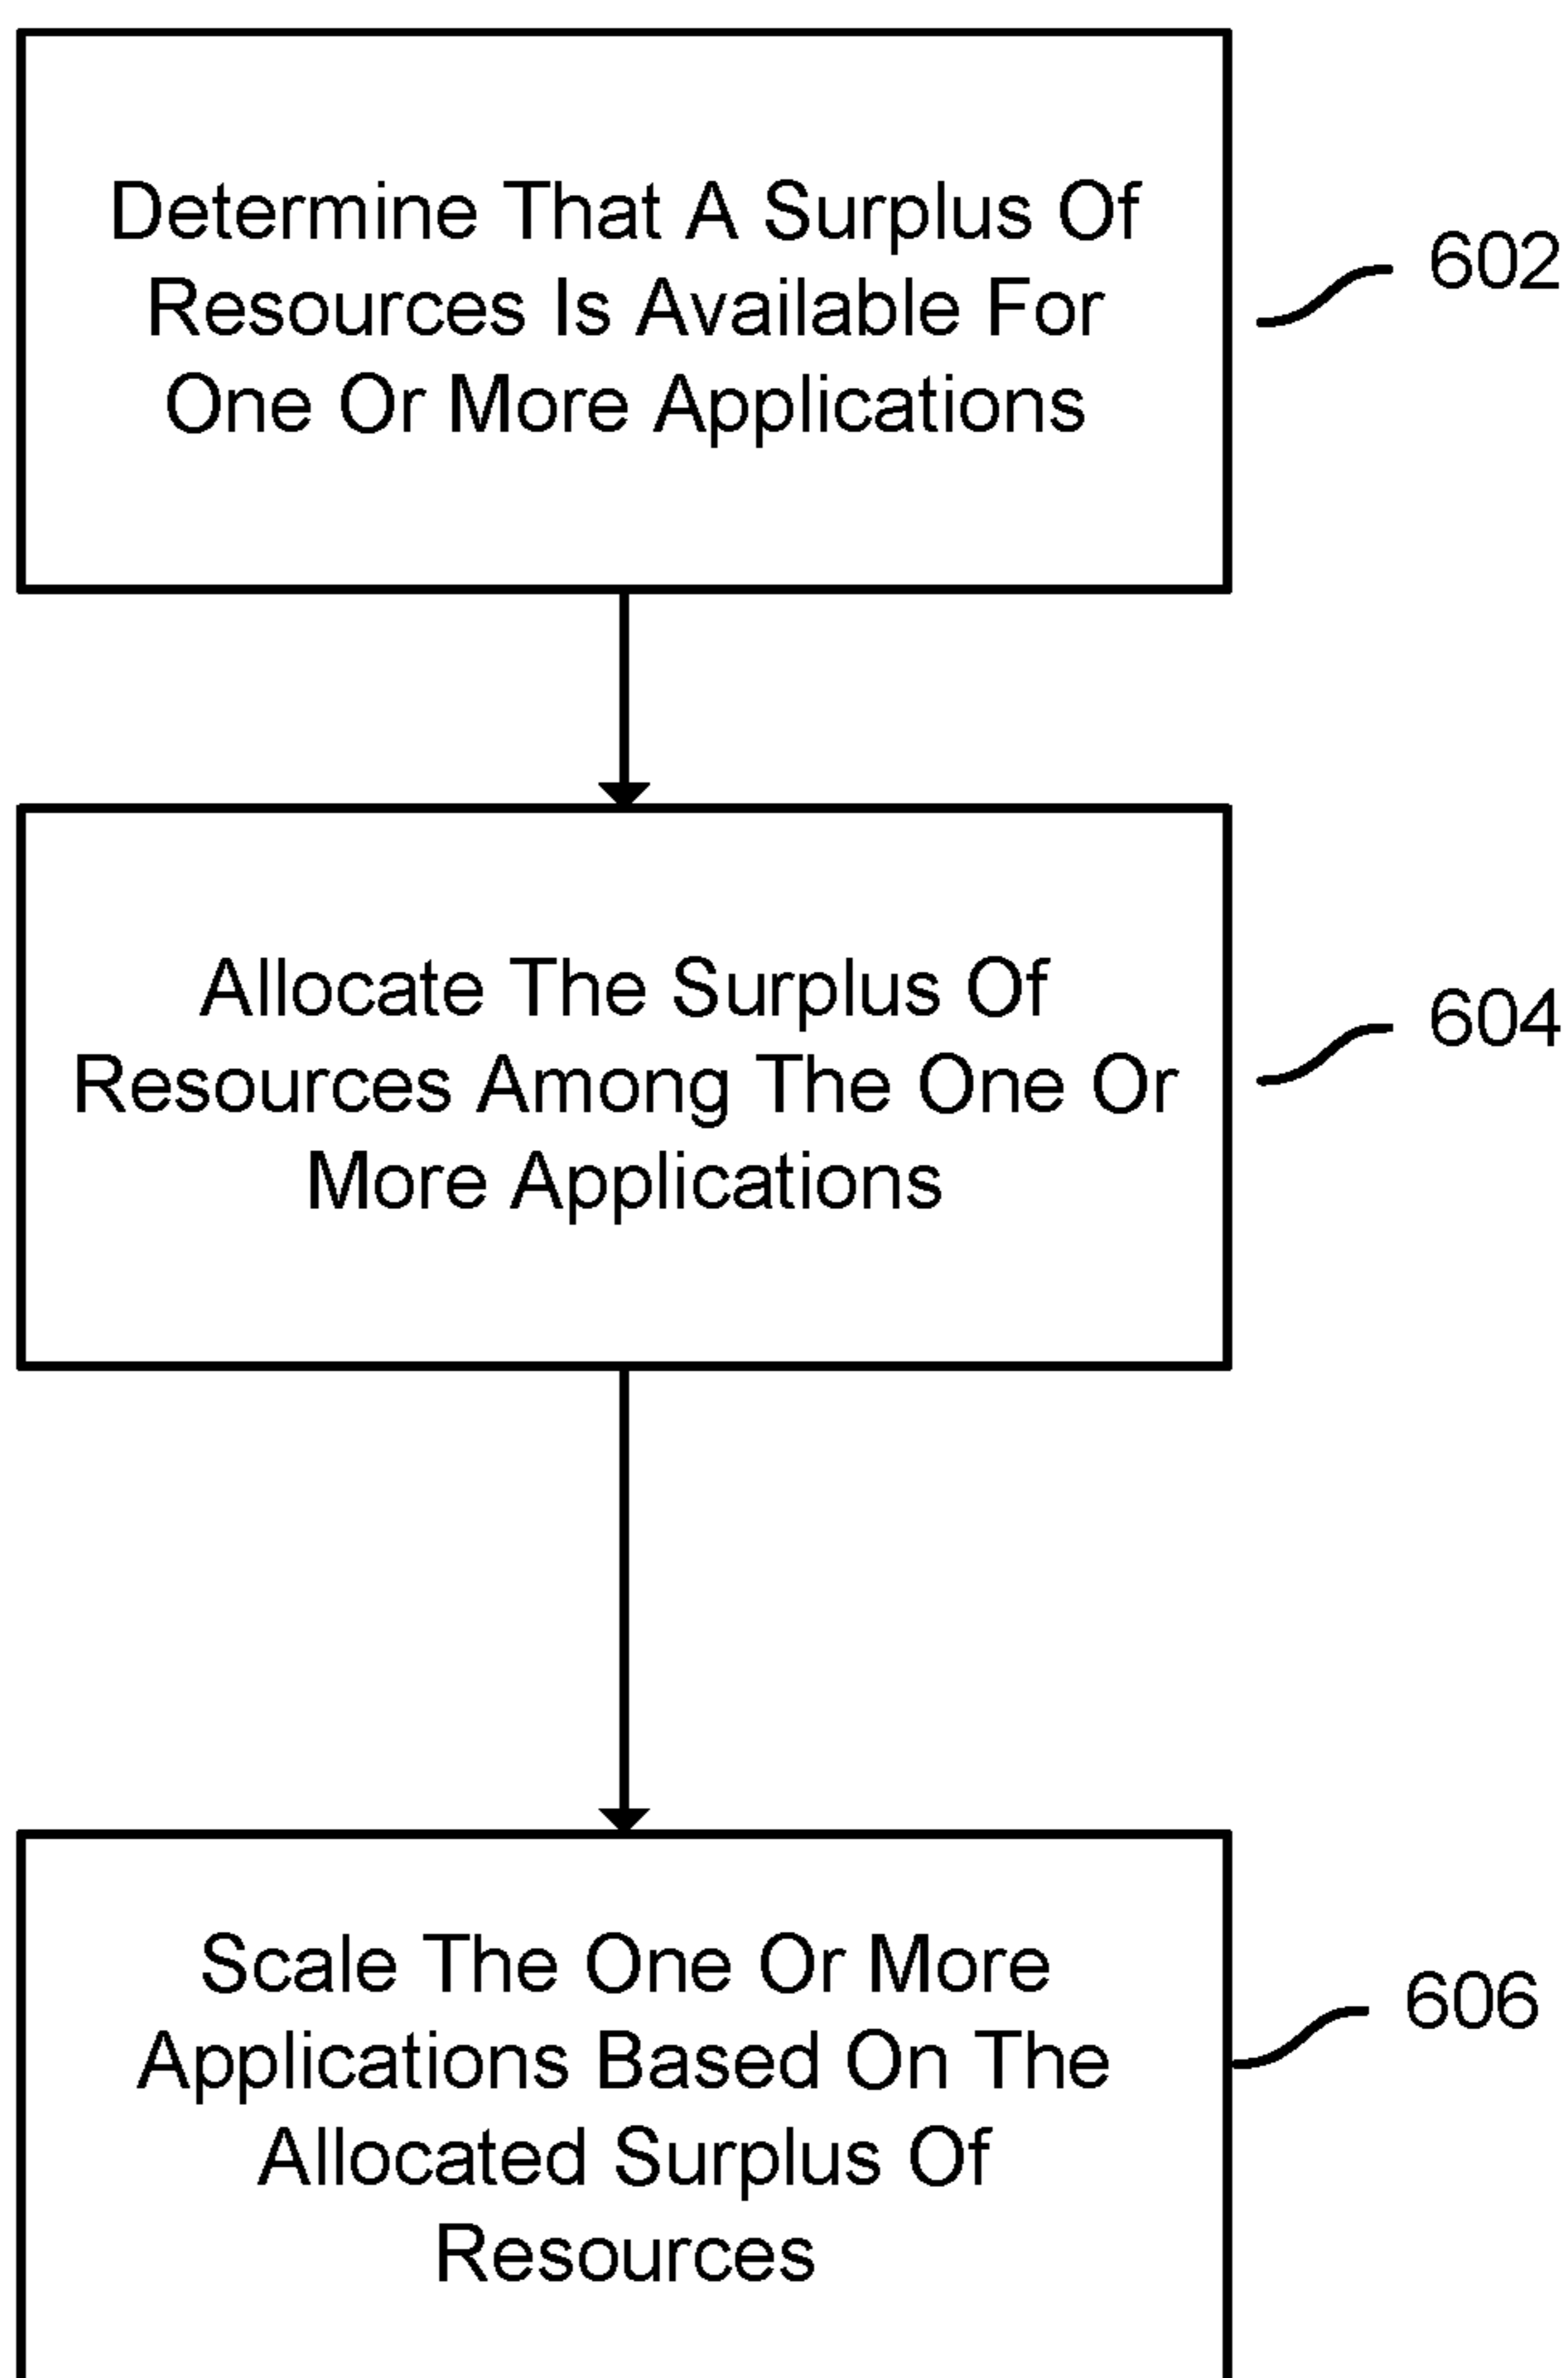 Determine That A Surplus Of
Resources Is Available For
One Or More Applications
602
Allocate The Surplus Of
Resources Among The One Or
More Applications
604
Scale The One Or More
Applications Based On The
Allocated Surplus Of
Resources
606